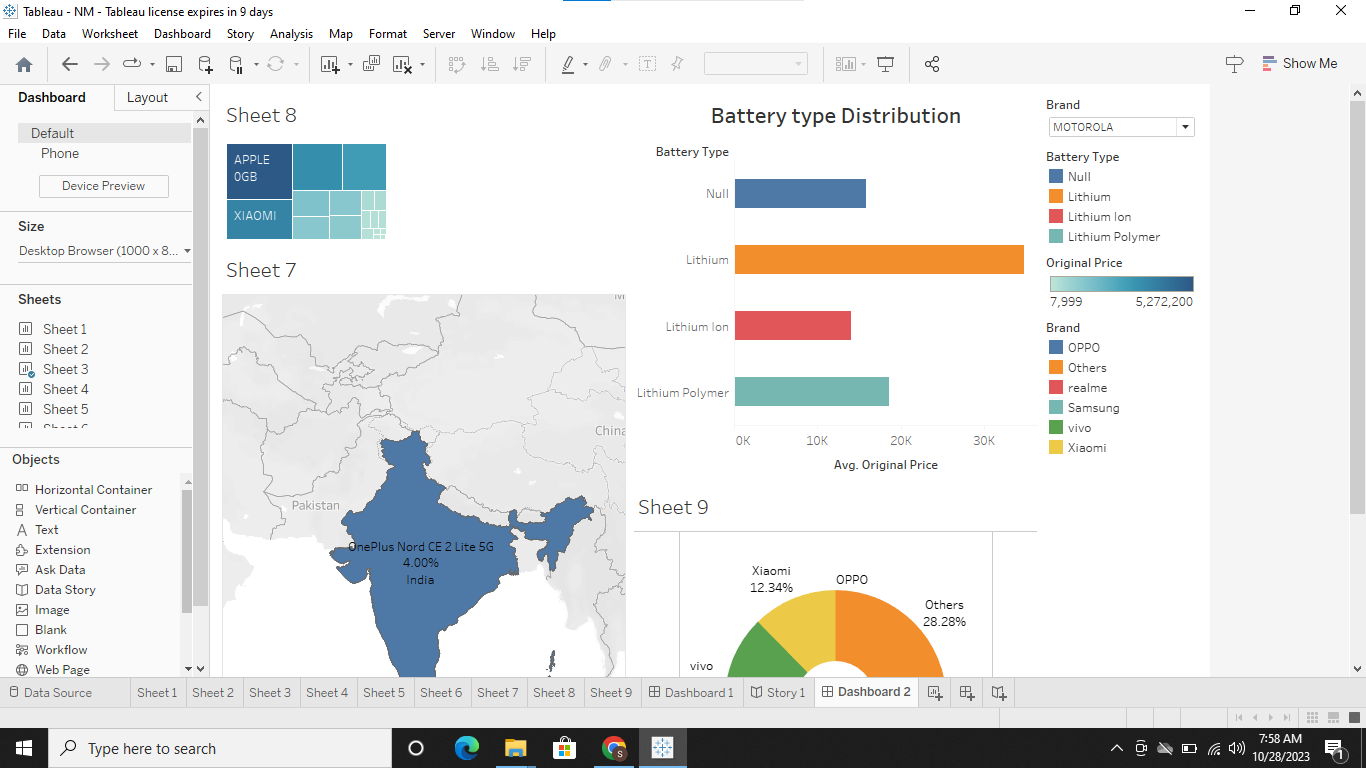 Tableau - NM - Tableau license expires in 9 days
File Data Worksheet Dashboard Story Analysis Map Format Server Window Help
Show Me
Dashboard Layout
Default
Phone
Device Preview
Size
Desktop Browser (1000 x 8...
Sheets
Sheet 1
Sheet 2
Sheet 3
Sheet 4
Sheet 5
Objects
Horizontal Container
Vertical Container
Text
Extension
Ask Data
Data Story
Image
Blank
Workflow
Web Page
Sheet 8
APPLE
0GB
XIAOMI
Sheet 7
China
Pakistan
OnePlus Nord CE 2 Lite 5G
4.00%
India
Battery type Distribution
Battery Type
Null
Lithium
Lithium Ion
Lithium Polymer
0K 10K 20K 30K
Avg. Original Price
Sheet 9
Xiaomi
12.34%
OPPO
Others
28.28%
vivo
Brand
MOTOROLA
Battery Type
Null
Lithium
Lithium Ion
Lithium Polymer
Original Price
7,999 5,272,200
Brand
OPPO
Others
realme
Samsung
vivo
Xiaomi
Data Source Sheet 1 Sheet 2 Sheet 3 Sheet 4 Sheet 5 Sheet 6 Sheet 7 Sheet 8 Sheet 9 Dashboard 1 Story 1 Dashboard 2
Type here to search
S
7:58 AM
10/28/2023
1